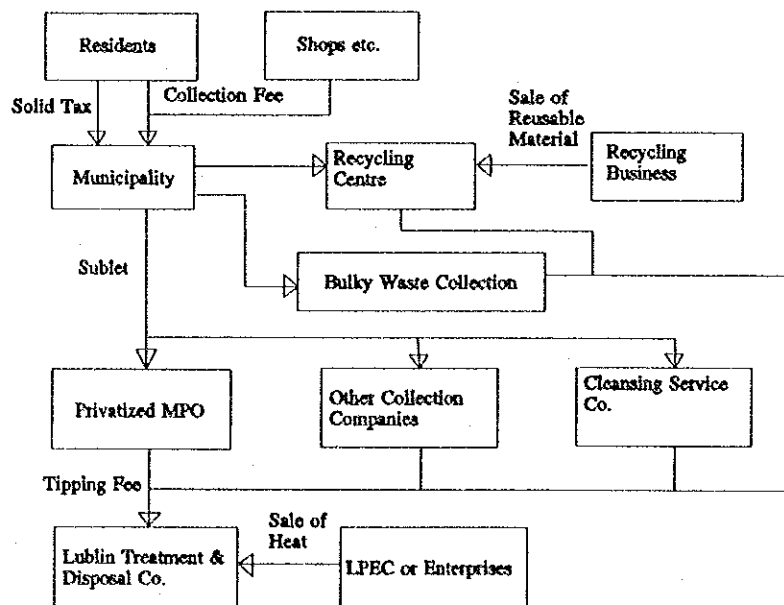 Residents
Shops etc.
Solid Tax
Collection Fee
Sale of
Reusable
Material
Municipality
Recycling
Centre
Recycling
Business
Sublet
Bulky Waste Collection
Privatized MPO
Other Collection
Companies
Cleansing Service
Co.
Tipping Fee
Lublin Treatment &
Disposal Co.
Sale of
Heat
LPEC or Enterprises